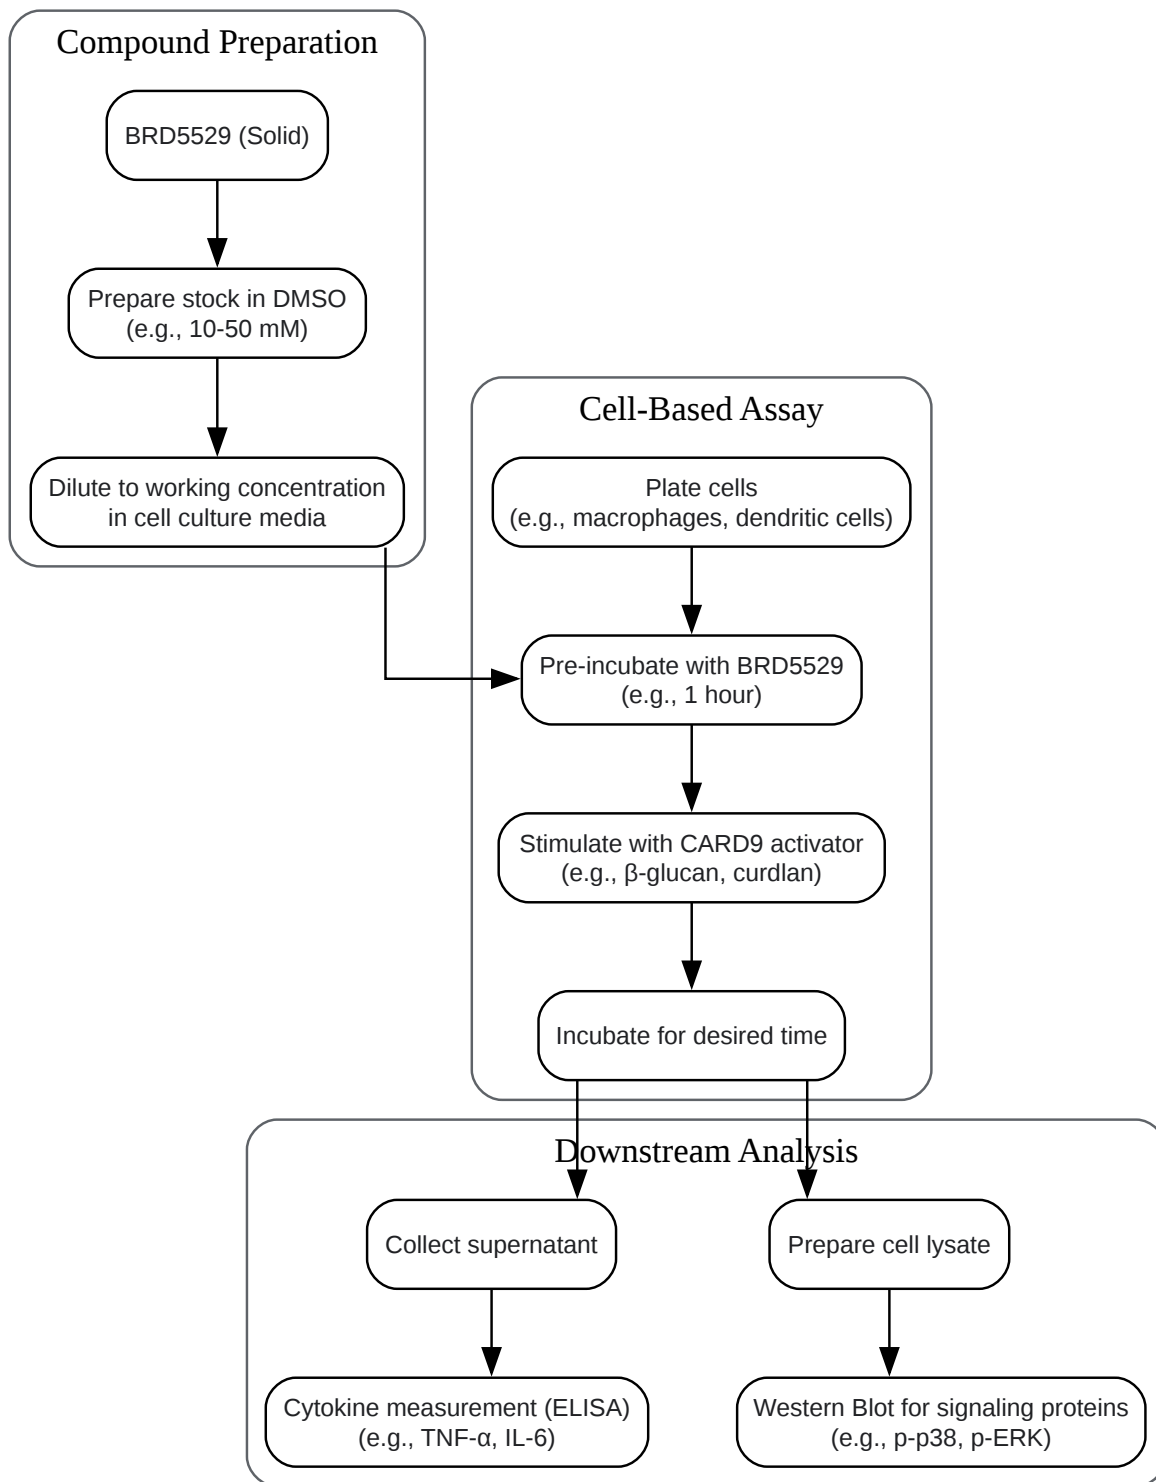 Compound Preparation
BRD5529 (Solid)
Prepare stock in DMSO
(e.g., 10-50 mM)
Dilute to working concentration
in cell culture media
Cell-Based Assay
Plate cells
(e.g., macrophages, dendritic cells)
Pre-incubate with BRD5529
(e.g., 1 hour)
Stimulate with CARD9 activator
(e.g., β-glucan, curdlan)
Incubate for desired time
Downstream Analysis
Collect supernatant
Prepare cell lysate
Cytokine measurement (ELISA)
(e.g., TNF-α, IL-6)
Western Blot for signaling proteins
(e.g., p-p38, p-ERK)